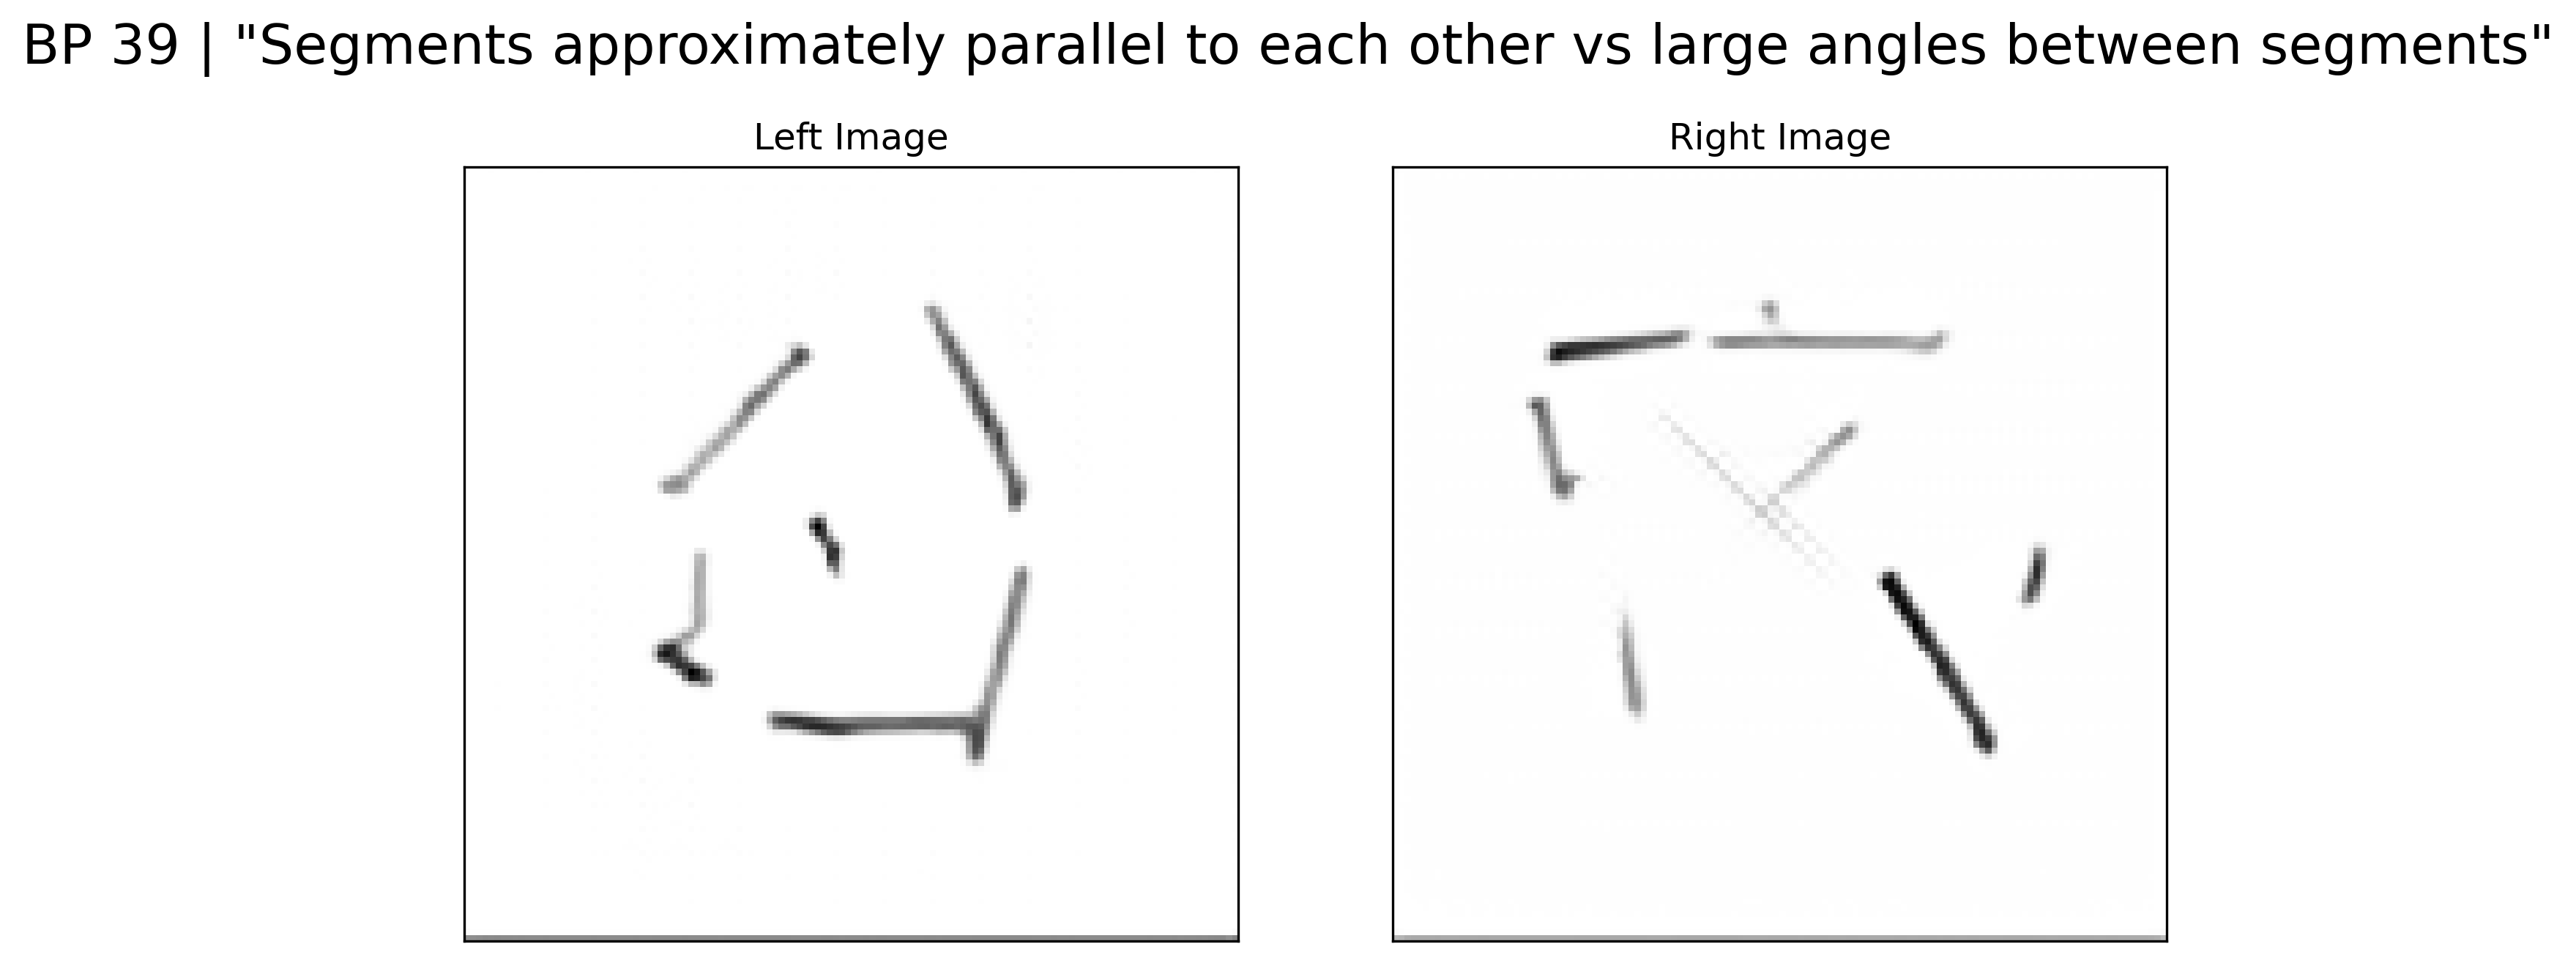 BP 39 | "Segments approximately parallel to each other vs large angles between segments"
Left Image
Right Image